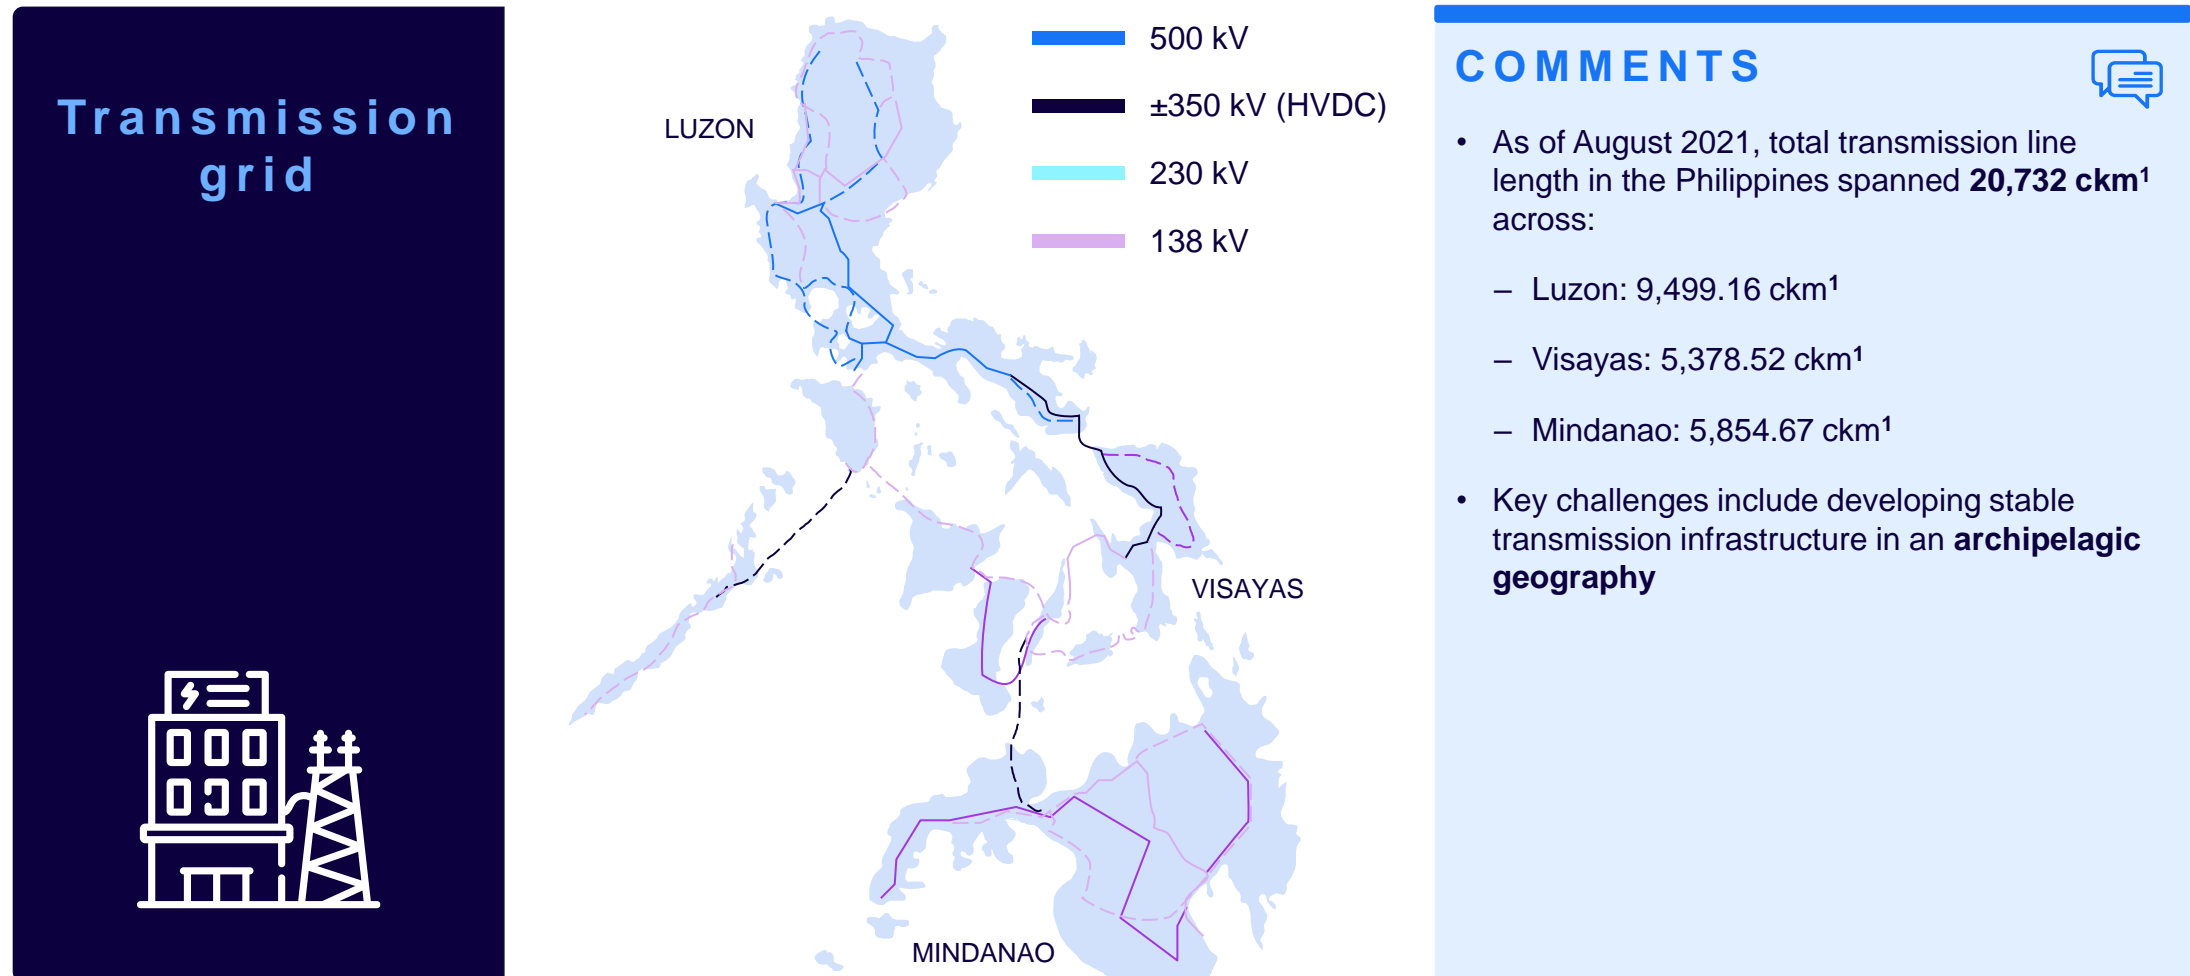 Transmission
grid
LUZON
VISAYAS
MINDANAO
500 kV
±350 kV (HVDC)
230 kV
138 kV
COMMENTS
• As of August 2021, total transmission line
length in the Philippines spanned 20,732 ckm¹
across:
– Luzon: 9,499.16 ckm¹
– Visayas: 5,378.52 ckm¹
– Mindanao: 5,854.67 ckm¹
• Key challenges include developing stable
transmission infrastructure in an archipelagic
geography